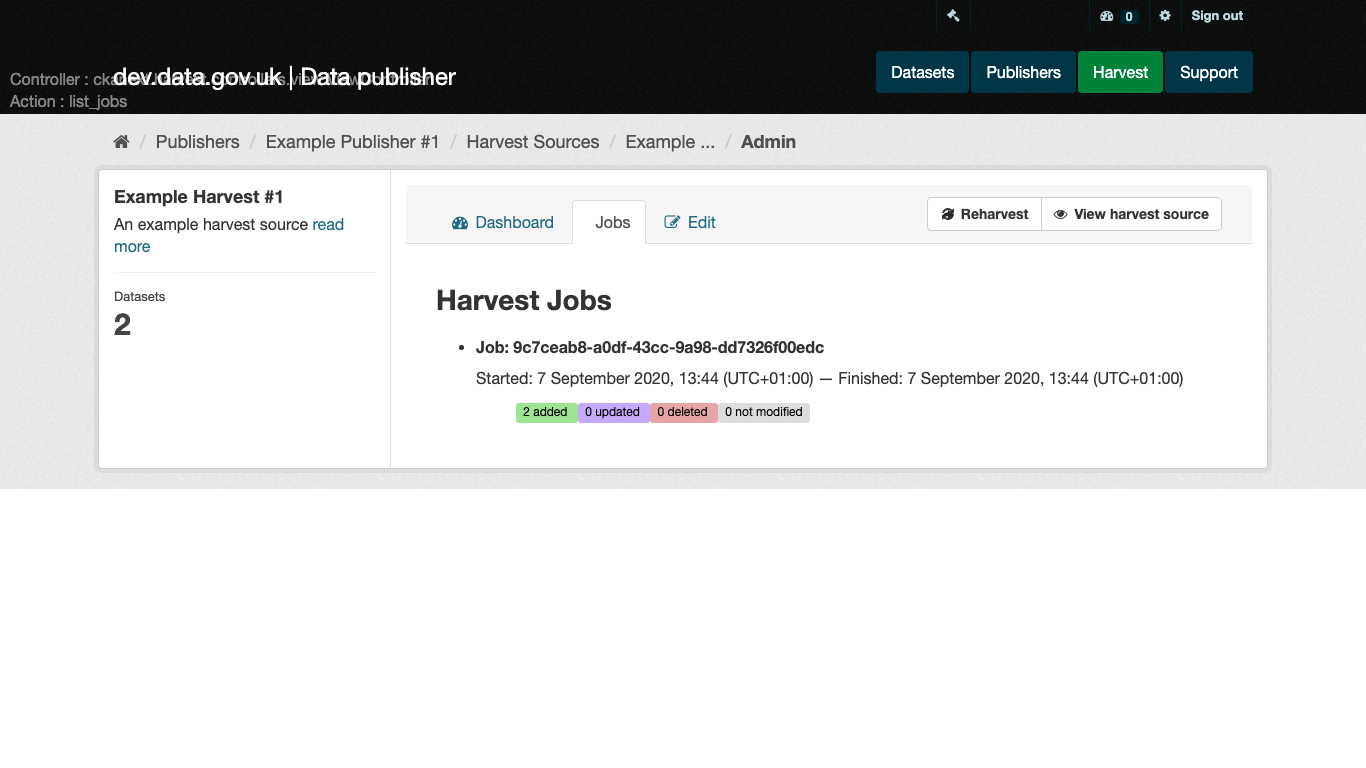 0 Sign out
Controller : 
dev.data.gov.uk | Data publisher
Datasets Publishers Harvest Support
Action : list_jobs
/ Publishers / Example Publisher #1 / Harvest Sources / Example ... / Admin
Example Harvest #1
An example harvest source read
more
Datasets
2
Dashboard Jobs Edit
Reharvest View harvest source
Harvest Jobs
• Job: 9c7ceab8-a0df-43cc-9a98-dd7326f00edc
Started: 7 September 2020, 13:44 (UTC+01:00) — Finished: 7 September 2020, 13:44 (UTC+01:00)
2 added 0 updated 0 deleted 0 not modified